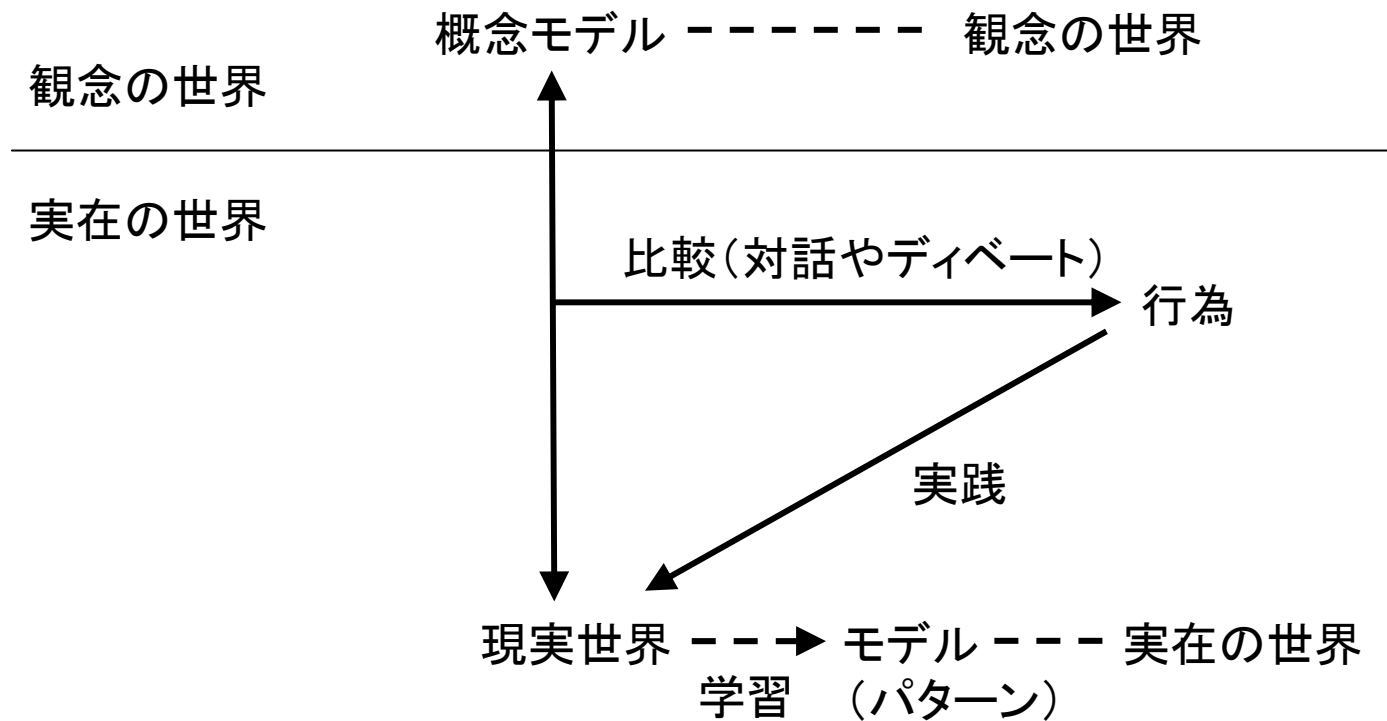 概念モデル
観念の世界
観念の世界
実在の世界
比較(対話やディベート)
行為
実践
現実世界
モデル
実在の世界
学習
(パターン)